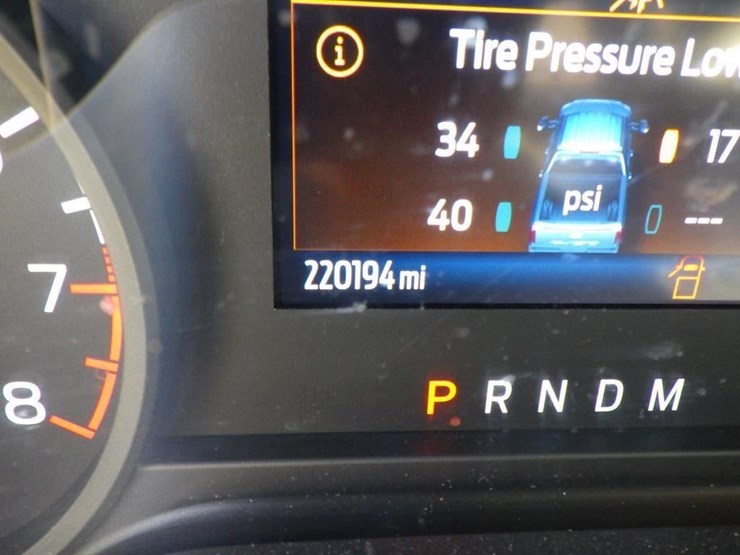 i Tire Pressure Low
34 17
psi
40 ---
220194 mi
7
8
P R N D M